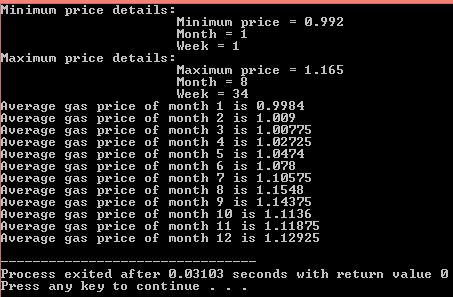 Minimum price details:
Minimum price = 0.992
Month = 1
Week = 1
Maximum price details:
Maximum price = 1.165
Month = 8
Week = 34
Average gas price of month 1 is 0.9984
Average gas price of month 2 is 1.009
Average gas price of month 3 is 1.00775
Average gas price of month 4 is 1.02725
Average gas price of month 5 is 1.0474
Average gas price of month 6 is 1.078
Average gas price of month 7 is 1.10575
Average gas price of month 8 is 1.1548
Average gas price of month 9 is 1.14375
Average gas price of month 10 is 1.1136
Average gas price of month 11 is 1.11875
Average gas price of month 12 is 1.12925
--------------------------------
Process exited after 0.03103 seconds with return value 0
Press any key to continue . . .